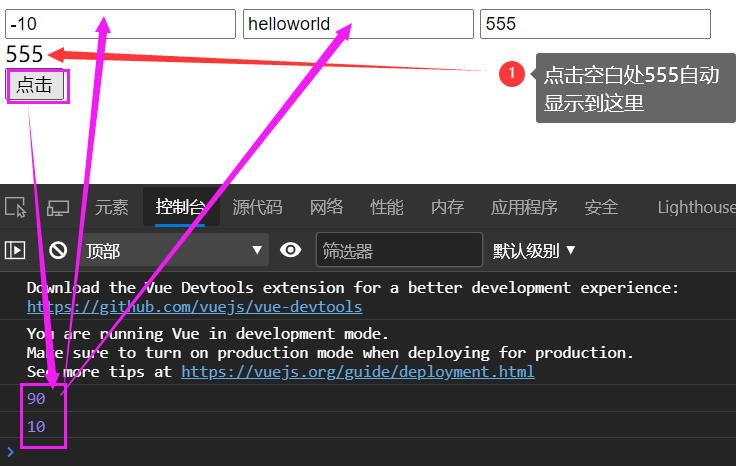 -10 helloworld 555
555
点击
1 点击空白处555自动
显示到这里
元素 控制台 源代码 网络 性能 内存 应用程序 安全 Lighthouse
顶部 ▼ 筛选器 默认级别 ▼
Download the Vue Devtools extension for a better development experience:
https://github.com/vuejs/vue-devtools
You are running Vue in development mode.
Make sure to turn on production mode when deploying for production.
See more tips at https://vuejs.org/guide/deployment.html
90
10